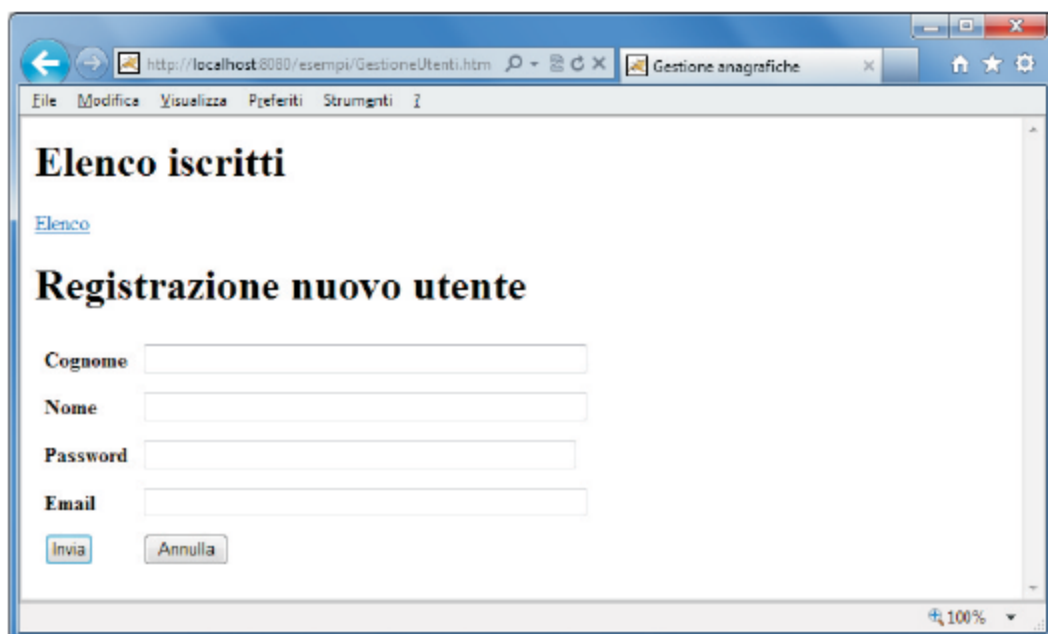 http://localhost:8080/esempi/GestioneUtenti.htm
Gestione anagrafiche
File Modifica Visualizza Preferiti Strumenti ?
Elenco iscritti
Elenco
Registrazione nuovo utente
Cognome
Nome
Password
Email
Invia Annulla
100%